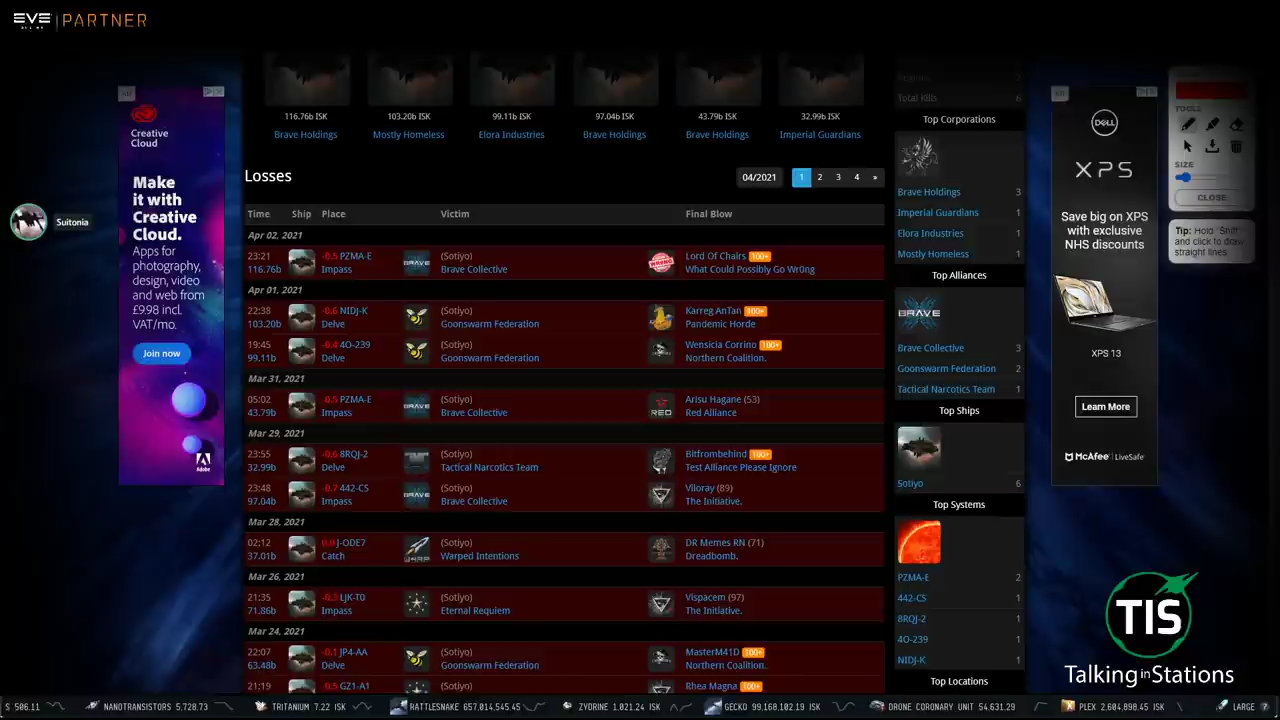 EVE PARTNER
116.76b ISK 103.20b ISK 99.11b ISK 97.04b ISK 43.79b ISK 32.99b ISK
Brave Holdings Mostly Homeless Elora Industries Brave Holdings Brave Holdings Imperial Guardians
Losses
04/2021 1 2 3 4 »
Time Ship Place Victim Final Blow
Apr 02, 2021
23:21 -0.5 PZMA-E (Sotiyo) Lord Of Chairs 100+
116.76b Impass Brave Collective What Could Possibly Go Wr0ng
Apr 01, 2021
22:38 -0.6 NIDJ-K (Sotiyo) Karreg AnTan 100+
103.20b Delve Goonswarm Federation Pandemic Horde
19:45 -0.4 4O-239 (Sotiyo) Wensicia Corrino 100+
99.11b Delve Goonswarm Federation Northern Coalition.
Mar 31, 2021
05:02 -0.5 PZMA-E (Sotiyo) Arisu Hagane (53)
43.79b Impass BRAVE Brave Collective RED Red Alliance
Mar 29, 2021
23:55 -0.6 8RQJ-2 (Sotiyo) Bitfrombehind 100+
32.99b Delve Tactical Narcotics Team Test Alliance Please Ignore
23:48 -0.7 442-CS (Sotiyo) Viloray (89)
97.04b Impass BRAVE Brave Collective The Initiative.
Mar 28, 2021
02:12 0.0 J-ODE7 (Sotiyo) DR Memes RN (71)
37.01b Catch Warped Intentions Dreadbomb.
Mar 26, 2021
21:35 -0.3 LJK-T0 (Sotiyo) Vispacem (97)
71.86b Impass Eternal Requiem The Initiative.
Mar 24, 2021
22:07 -0.1 JP4-AA (Sotiyo) MasterM41D 100+
63.48b Delve Goonswarm Federation Northern Coalition.
21:19 -0.5 GZ1-A1 (Sotiyo) Rhea Magna 100+
Total Kills 6
Top Corporations
Brave Holdings 3
Imperial Guardians 1
Elora Industries 1
Mostly Homeless 1
Top Alliances
BRAVE
Brave Collective 3
Goonswarm Federation 2
Tactical Narcotics Team 1
Top Ships
Sotiyo 6
Top Systems
PZMA-E 2
442-CS 1
8RQJ-2 1
4O-239 1
NIDJ-K 1
Top Locations
Ad
Creative
Cloud
Make
it with
Creative
Cloud.
Apps for
photography,
design, video
and web from
£9.98 incl.
VAT/mo.
Join now
Adobe
Suitonia
Ad
DELL
XPS
Save big on XPS
with exclusive
NHS discounts
XPS 13
Learn More
McAfee LiveSafe
TOOLS
SIZE
CLOSE
Tip: Hold 'Shift'
and click to draw
straight lines
TIS
Talking in Stations
S 506.11 NANOTRANSISTORS 5,728.73 TRITANIUM 7.22 ISK RATTLESNAKE 657,014,545.45 ZYDRINE 1,021.24 ISK GECKO 99,168,102.19 ISK DRONE CORONARY UNIT 54,631.29 PLEX 2,604,898.45 ISK LARGE